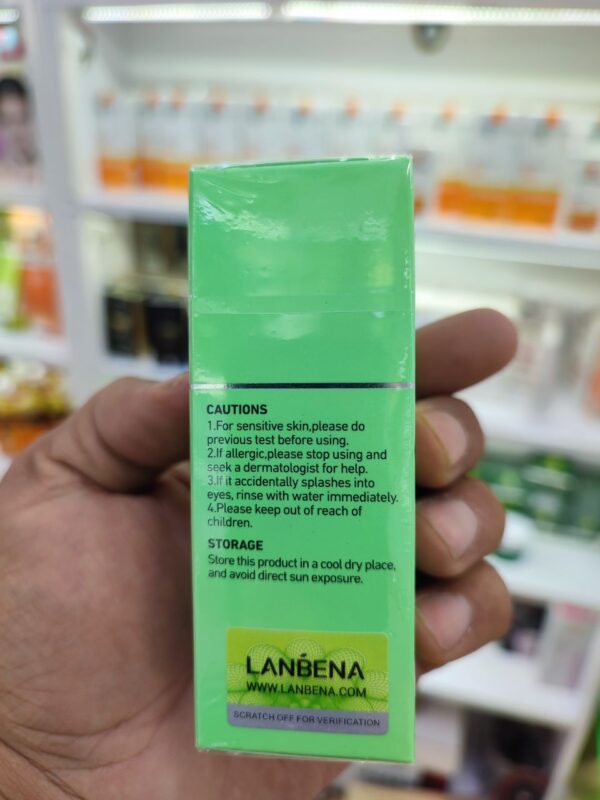 CAUTIONS
1.For sensitive skin,please do
previous test before using.
2.If allergic,please stop using and
seek a dermatologist for help.
3.If it accidentally splashes into
eyes, rinse with water immediately.
4.Please keep out of reach of
children.
STORAGE
Store this product in a cool dry place,
and avoid direct sun exposure.
LANBENA
WWW.LANBENA.COM
SCRATCH OFF FOR VERIFICATION